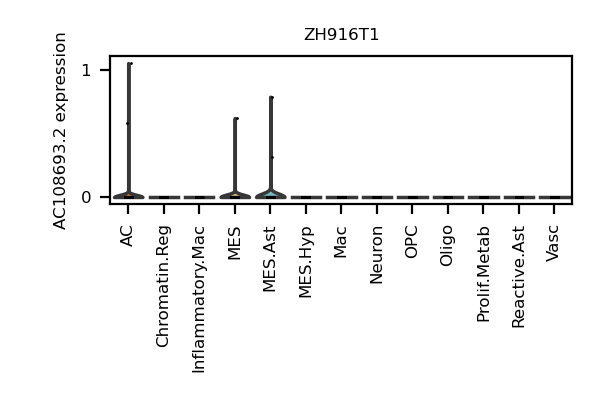 ZH916T1
AC108693.2 expression
1
0
AC
Chromatin.Reg
Inflammatory.Mac
MES
MES.Ast
MES.Hyp
Mac
Neuron
OPC
Oligo
Prolif.Metab
Reactive.Ast
Vasc